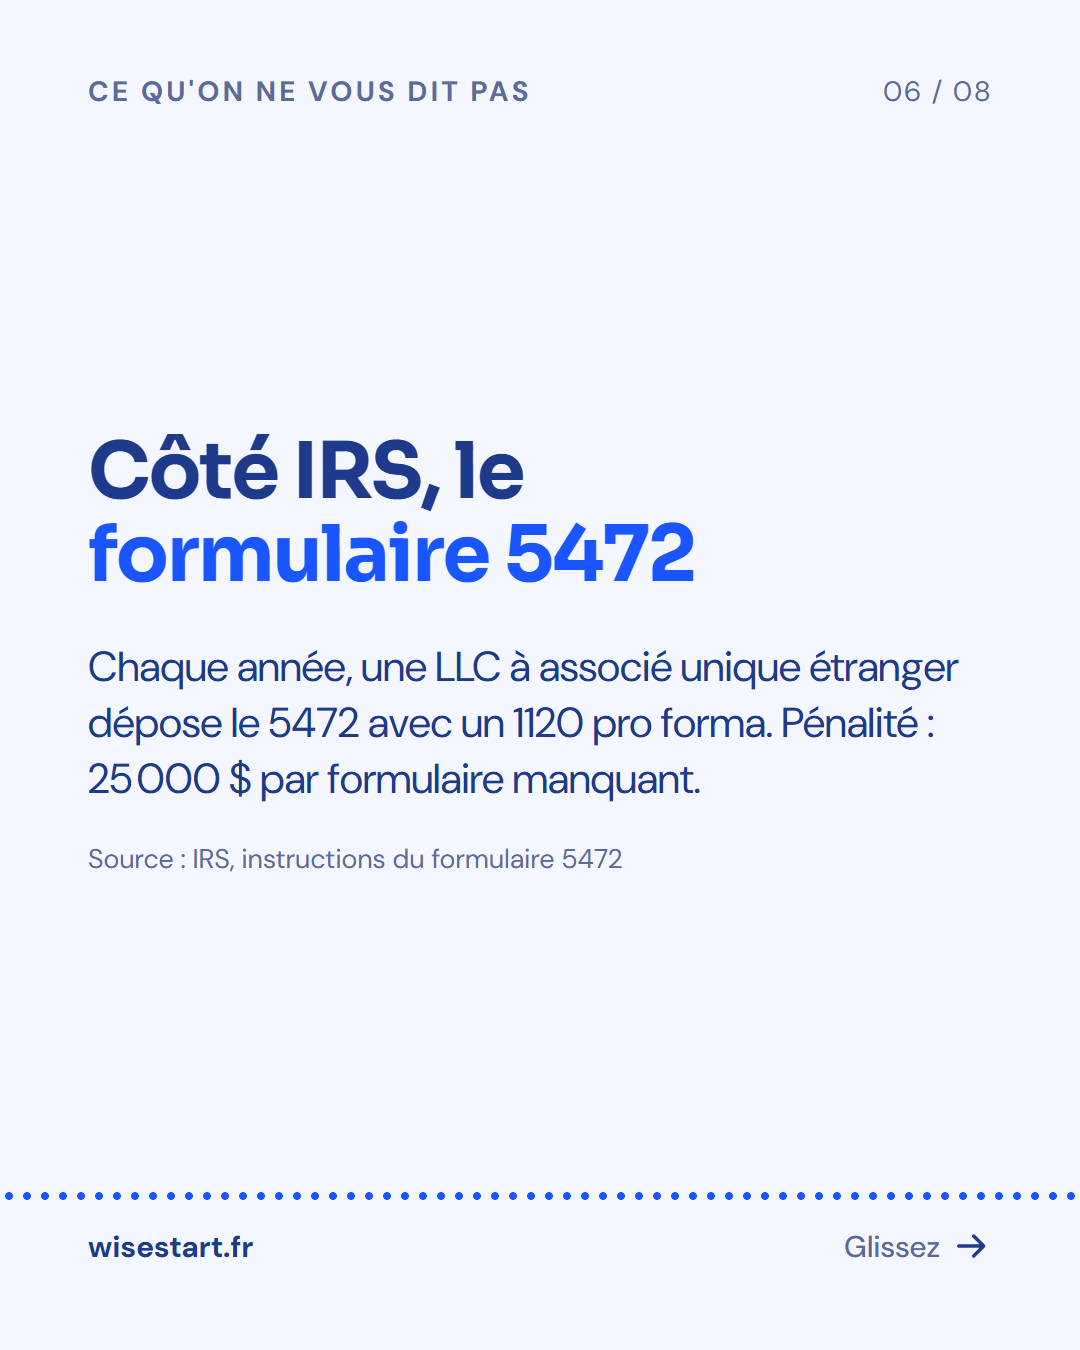 CE QU'ON NE VOUS DIT PAS
06 / 08
Côté IRS, le
formulaire 5472
Chaque année, une LLC à associé unique étranger
dépose le 5472 avec un 1120 pro forma. Pénalité :
25 000 $ par formulaire manquant.
Source : IRS, instructions du formulaire 5472
wisestart.fr
Glissez →